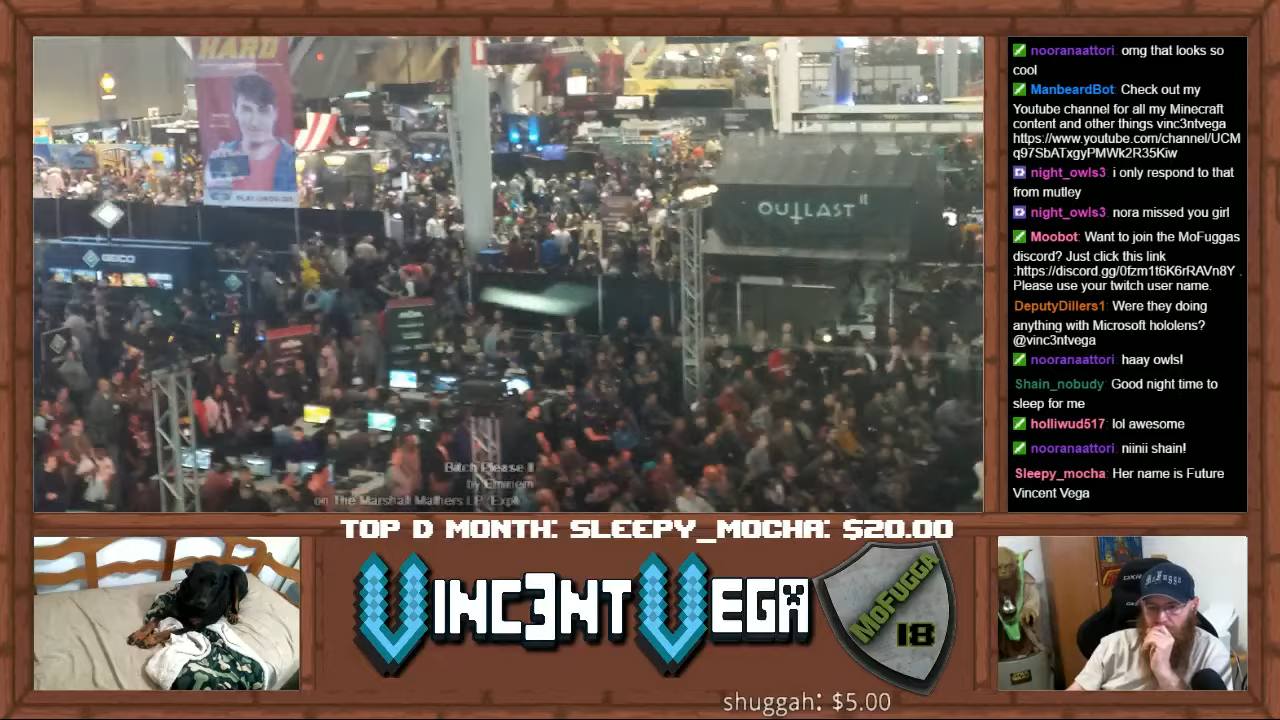 HARD
GEICO
OUTLAST II
Bitch Please II
by Eminem
on The Marshall Mathers LP (Expl
nooranaattori: omg that looks so
cool
ManbeardBot: Check out my
Youtube channel for all my Minecraft
content and other things vinc3ntvega
https://www.youtube.com/channel/UCM
q97SbATxgyPMWk2R35Kiw
night_owls3: i only respond to that
from mutley
night_owls3: nora missed you girl
Moobot: Want to join the MoFuggas
discord? Just click this link
:https://discord.gg/0fzm1t6K6rRAVn8Y .
Please use your twitch user name.
DeputyDillers1: Were they doing
anything with Microsoft hololens?
@vinc3ntvega
nooranaattori: haay owls!
Shain_nobudy: Good night time to
sleep for me
holliwud517: lol awesome
nooranaattori: niinii shain!
Sleepy_mocha: Her name is Future
Vincent Vega
TOP D MONTH: SLEEPY_MOCHA: $20.00
VINC3NTVEGA
MOFUGGA
18
shuggah: $5.00